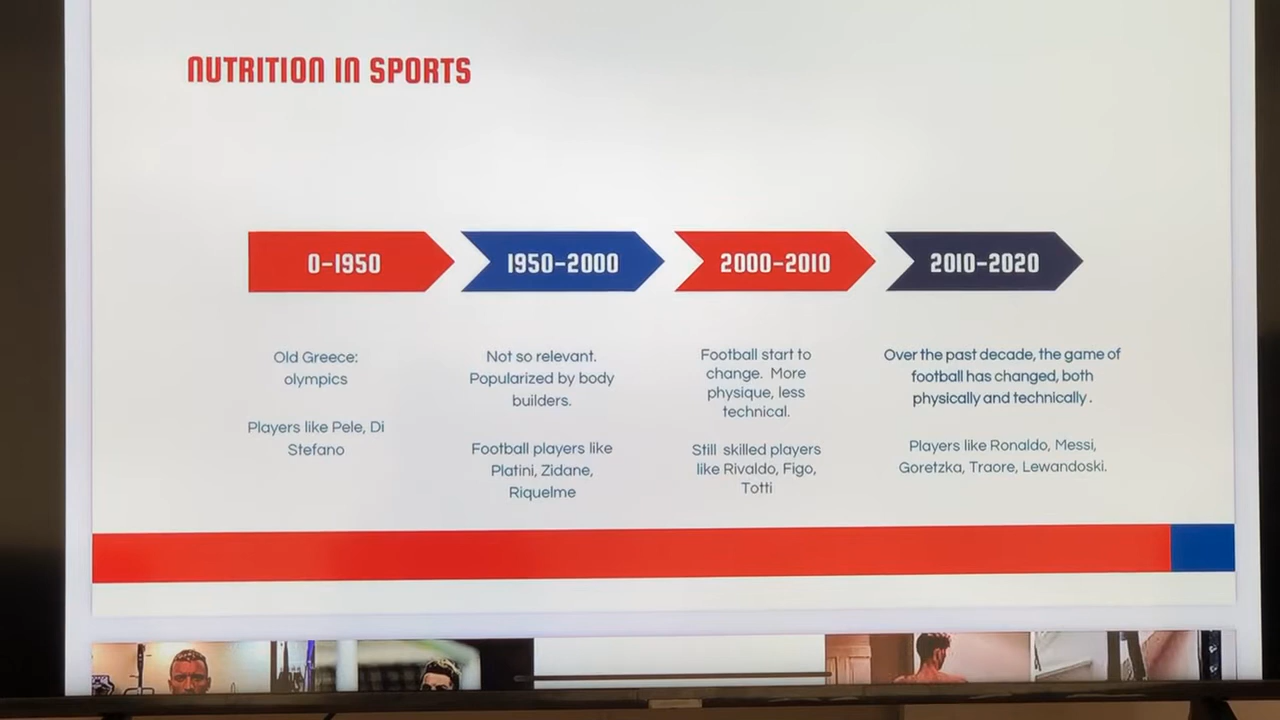 NUTRITION IN SPORTS
0-1950
1950-2000
2000-2010
2010-2020
Old Greece:
olympics
Players like Pele, Di
Stefano
Not so relevant.
Popularized by body
builders.
Football players like
Platini, Zidane,
Riquelme
Football start to
change. More
physique, less
technical.
Still skilled players
like Rivaldo, Figo,
Totti
Over the past decade, the game of
football has changed, both
physically and technically.
Players like Ronaldo, Messi,
Goretzka, Traore, Lewandoski.